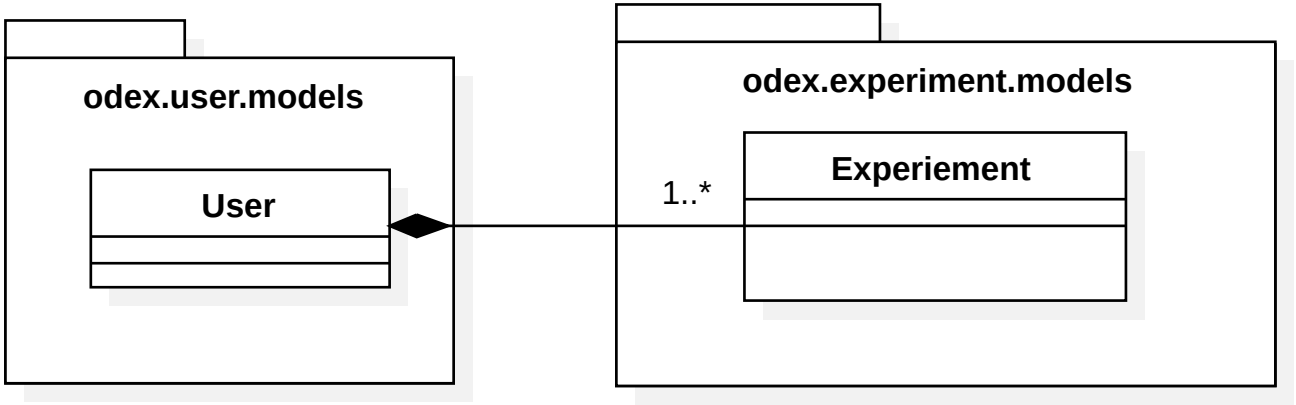 odex.user.models
User
odex.experiment.models
Experiement
1..*